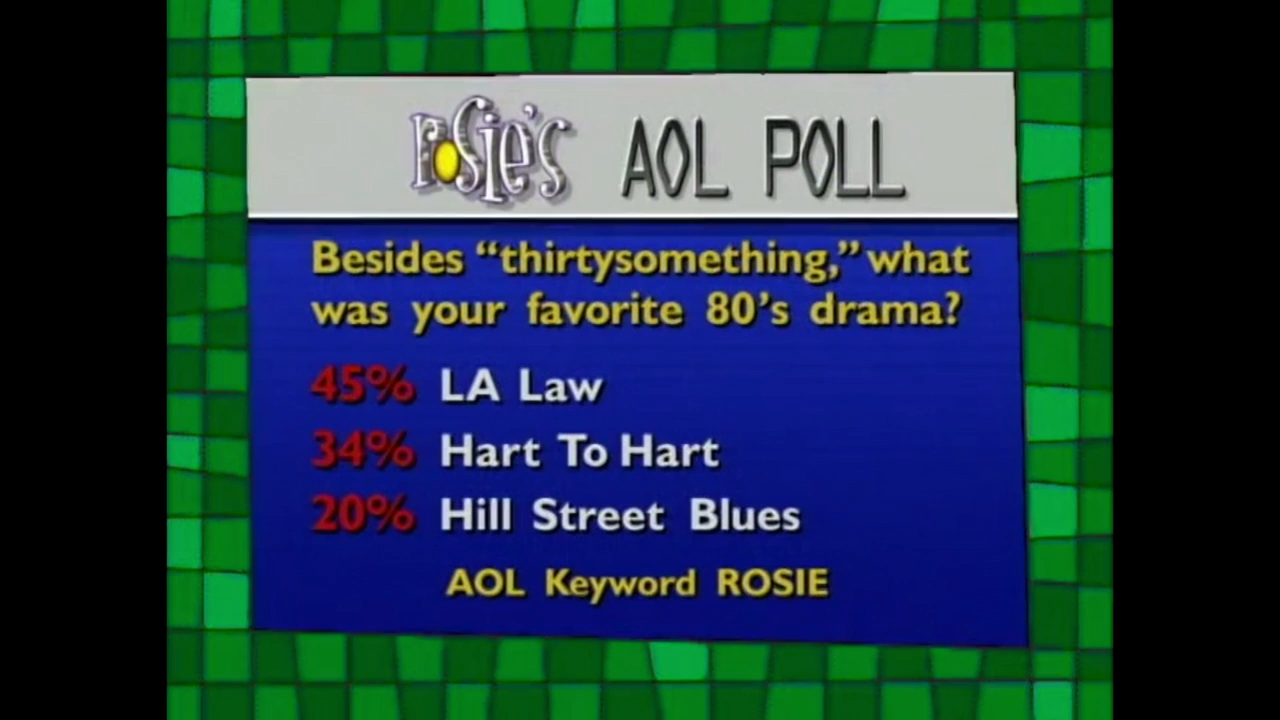 rosie's AOL POLL
Besides “thirtysomething,” what
was your favorite 80's drama?
45% LA Law
34% Hart To Hart
20% Hill Street Blues
AOL Keyword ROSIE